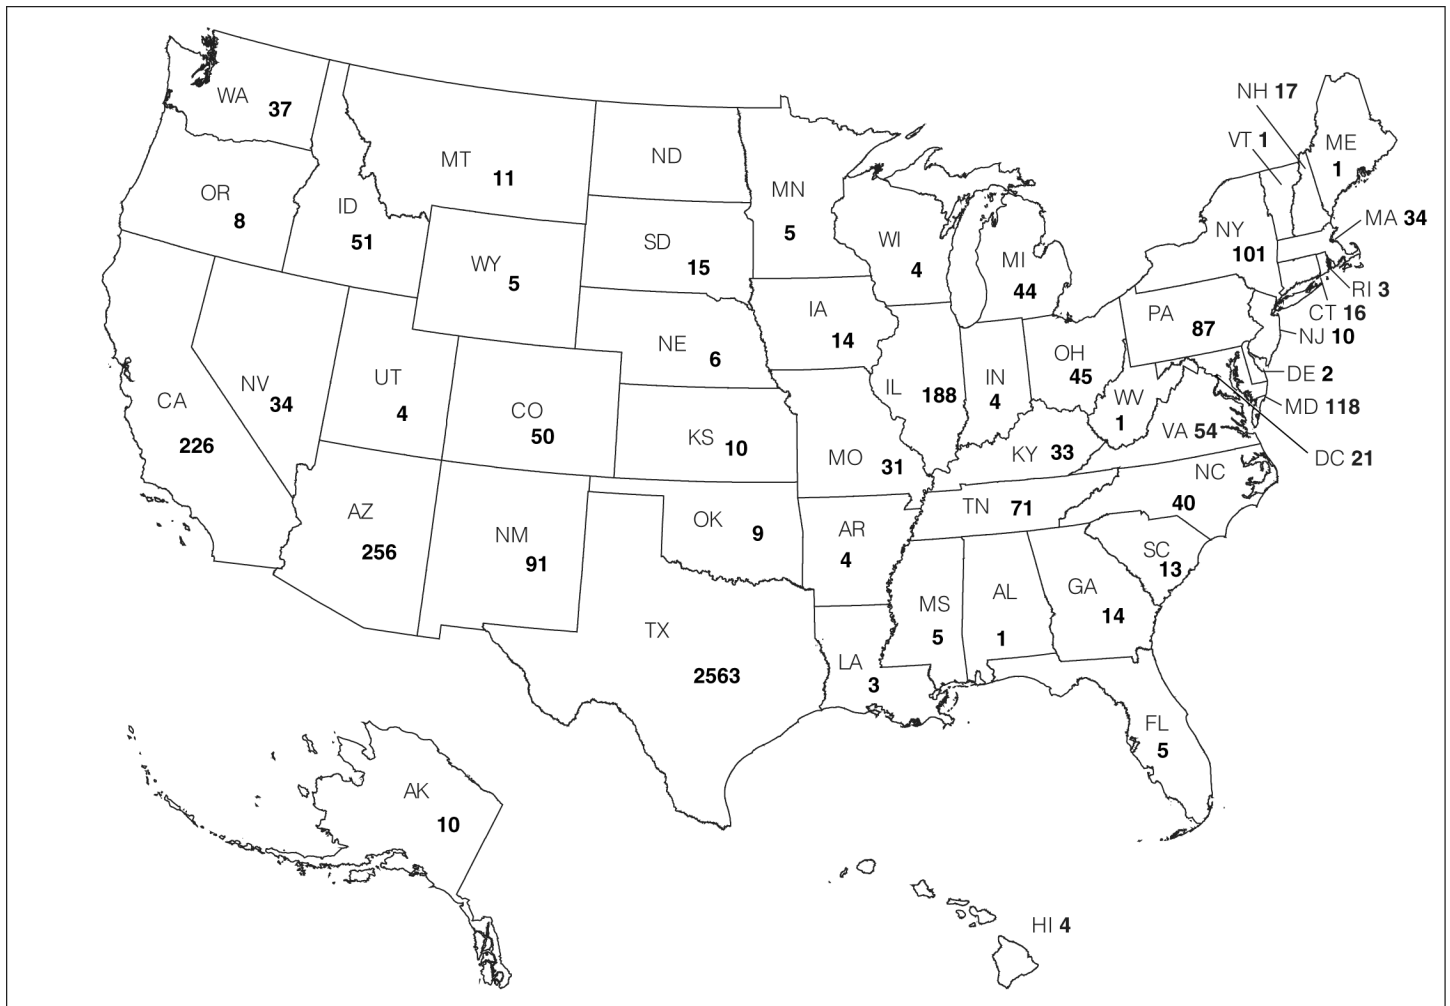 WA 37
OR 8
CA 226
NV 34
ID 51
MT 11
WY 5
UT 4
AZ 256
CO 50
NM 91
ND
SD 15
NE 6
KS 10
OK 9
TX 2563
MN 5
IA 14
MO 31
AR 4
LA 3
WI 4
IL 188
MI 44
IN 4
OH 45
KY 33
TN 71
MS 5
AL 1
GA 14
FL 5
SC 13
NC 40
VA 54
WV 1
PA 87
NY 101
VT 1
NH 17
ME 1
MA 34
RI 3
CT 16
NJ 10
DE 2
MD 118
DC 21
AK 10
HI 4